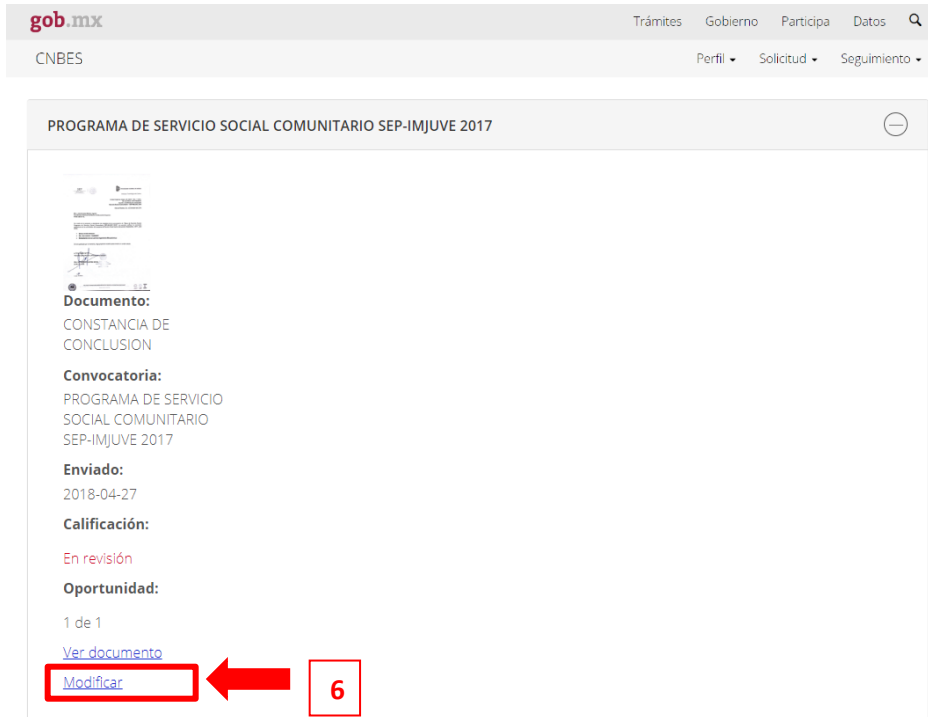 gob.mx
Trámites Gobierno Participa Datos
CNBES
Perfil Solicitud Seguimiento
PROGRAMA DE SERVICIO SOCIAL COMUNITARIO SEP-IMJUVE 2017
Documento:
CONSTANCIA DE
CONCLUSION
Convocatoria:
PROGRAMA DE SERVICIO
SOCIAL COMUNITARIO
SEP-IMJUVE 2017
Enviado:
2018-04-27
Calificación:
En revisión
Oportunidad:
1 de 1
Ver documento
Modificar
6